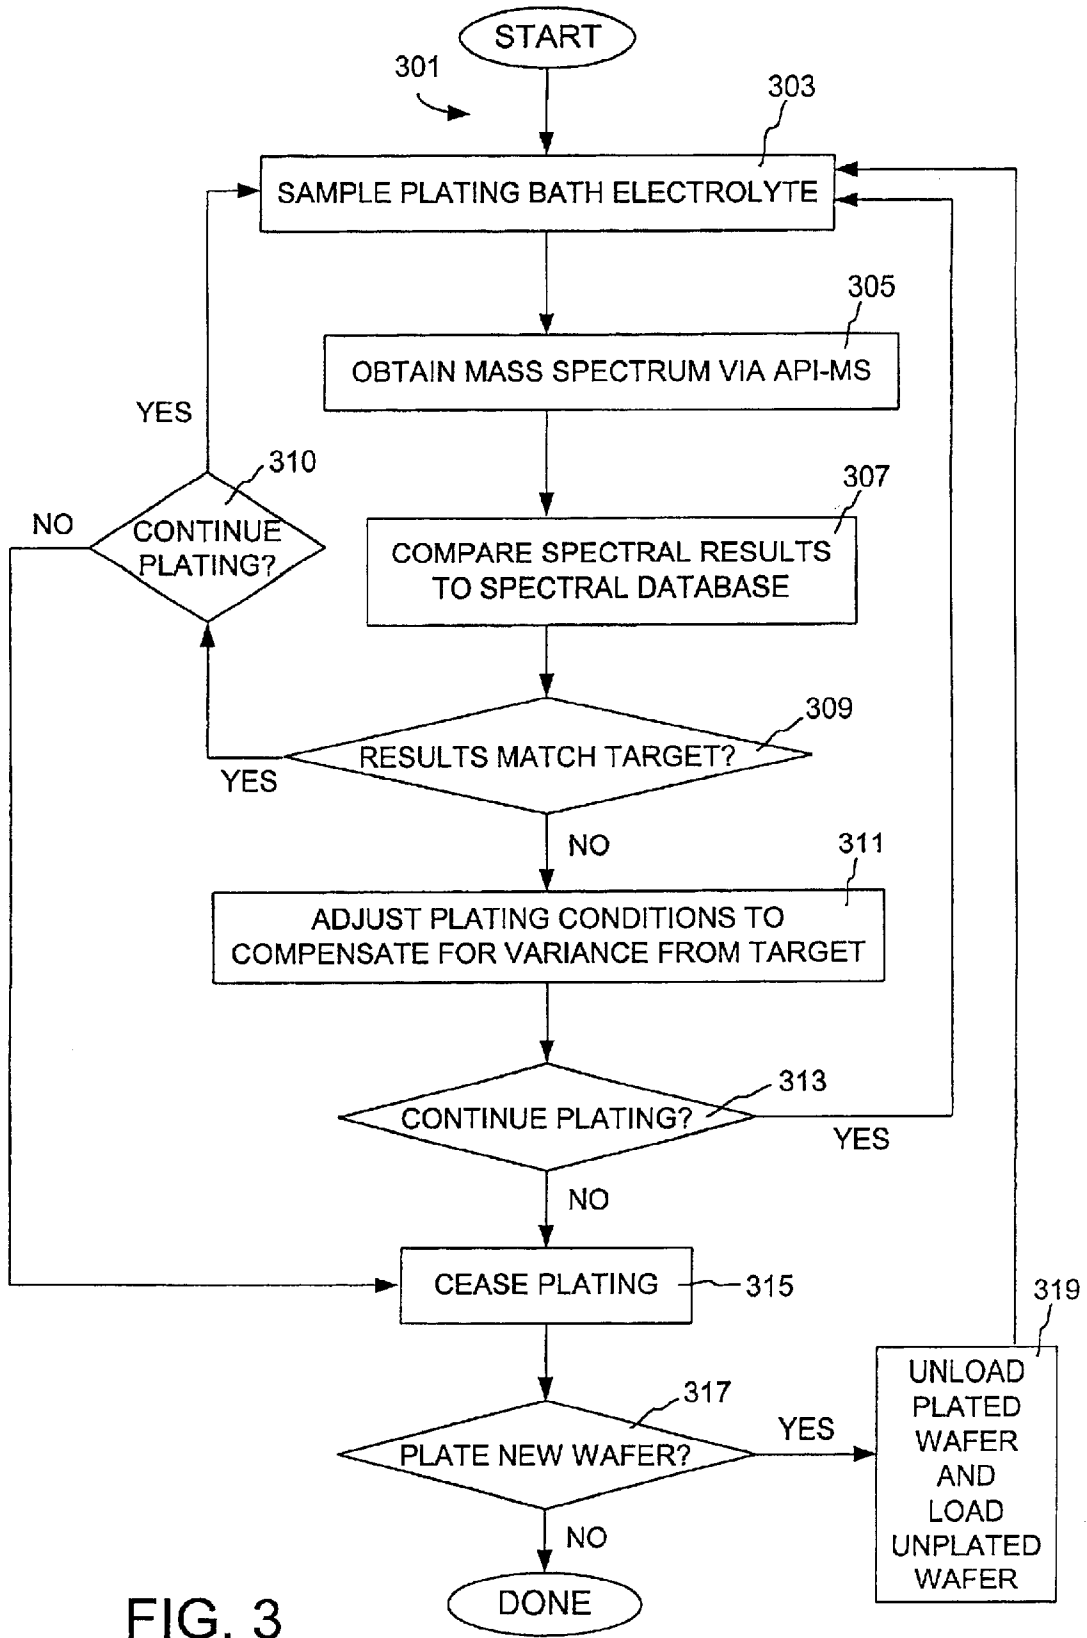 START
301
303
SAMPLE PLATING BATH ELECTROLYTE
305
OBTAIN MASS SPECTRUM VIA API-MS
YES
310
307
NO
CONTINUE
PLATING?
COMPARE SPECTRAL RESULTS
TO SPECTRAL DATABASE
309
RESULTS MATCH TARGET?
YES
NO
311
ADJUST PLATING CONDITIONS TO
COMPENSATE FOR VARIANCE FROM TARGET
313
CONTINUE PLATING?
YES
NO
CEASE PLATING
315
319
317
PLATE NEW WAFER?
YES
UNLOAD
PLATED
WAFER
AND
LOAD
UNPLATED
WAFER
NO
DONE
FIG. 3